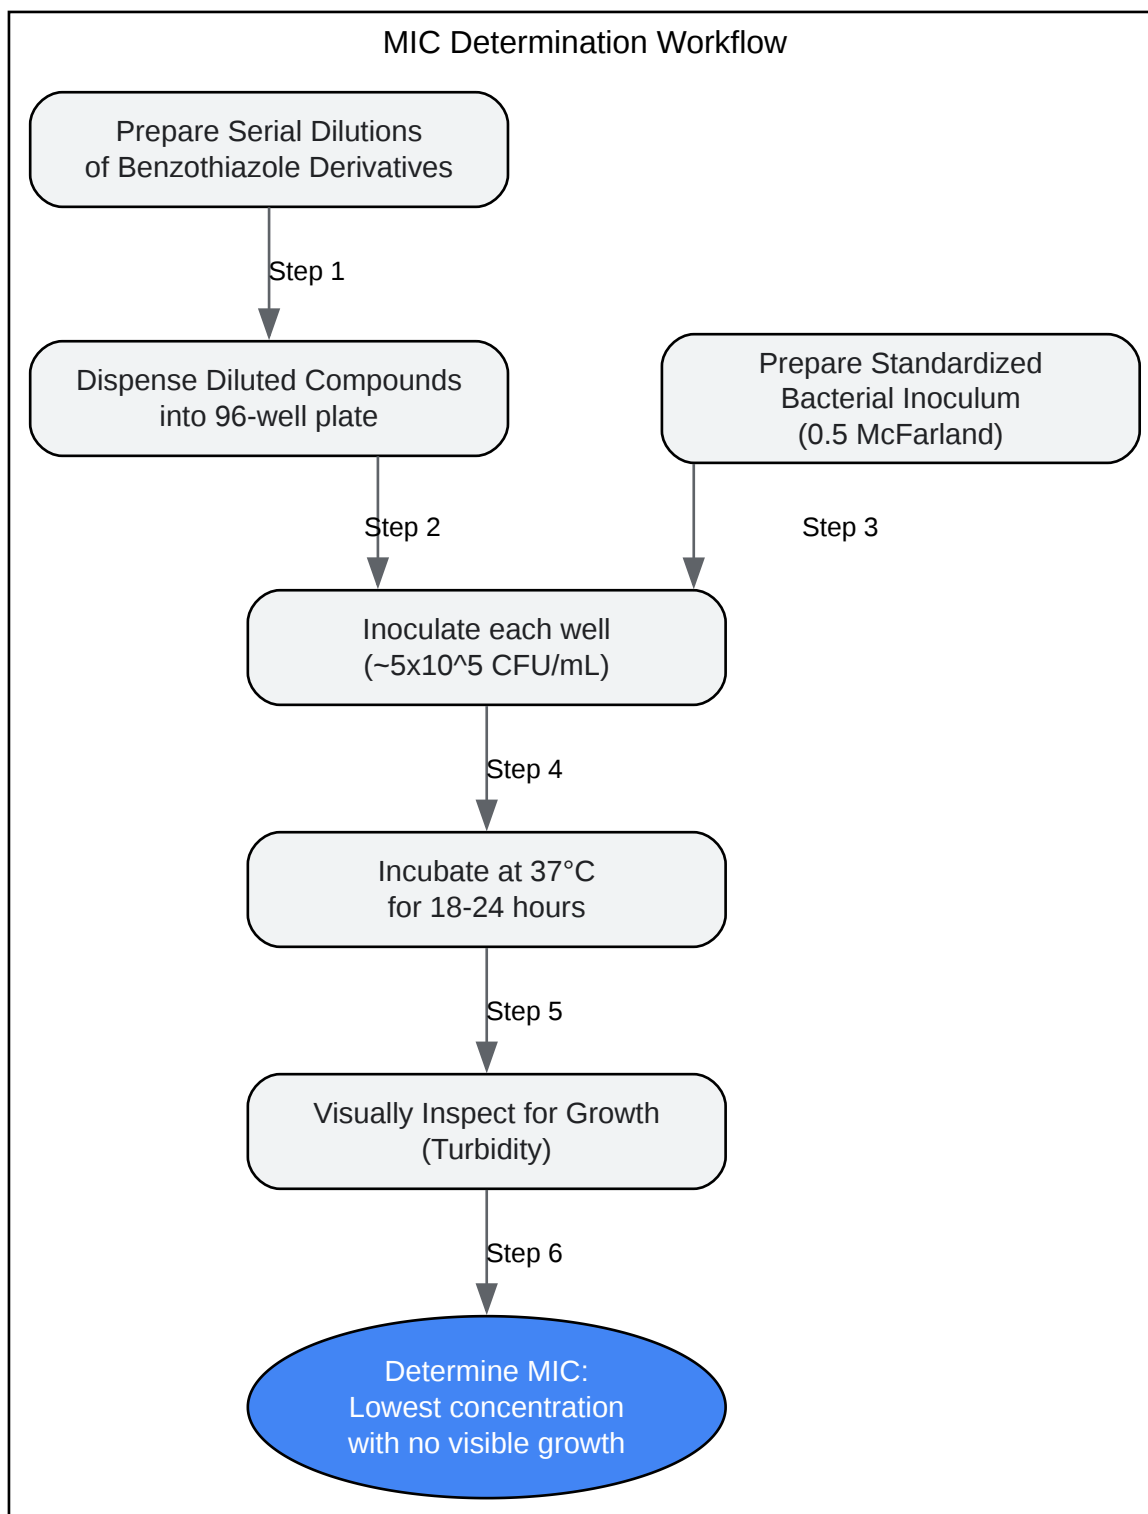 MIC Determination Workflow
Prepare Serial Dilutions
of Benzothiazole Derivatives
Step 1
Dispense Diluted Compounds
into 96-well plate
Prepare Standardized
Bacterial Inoculum
(0.5 McFarland)
Step 2
Step 3
Inoculate each well
(~5x10^5 CFU/mL)
Step 4
Incubate at 37°C
for 18-24 hours
Step 5
Visually Inspect for Growth
(Turbidity)
Step 6
Determine MIC:
Lowest concentration
with no visible growth